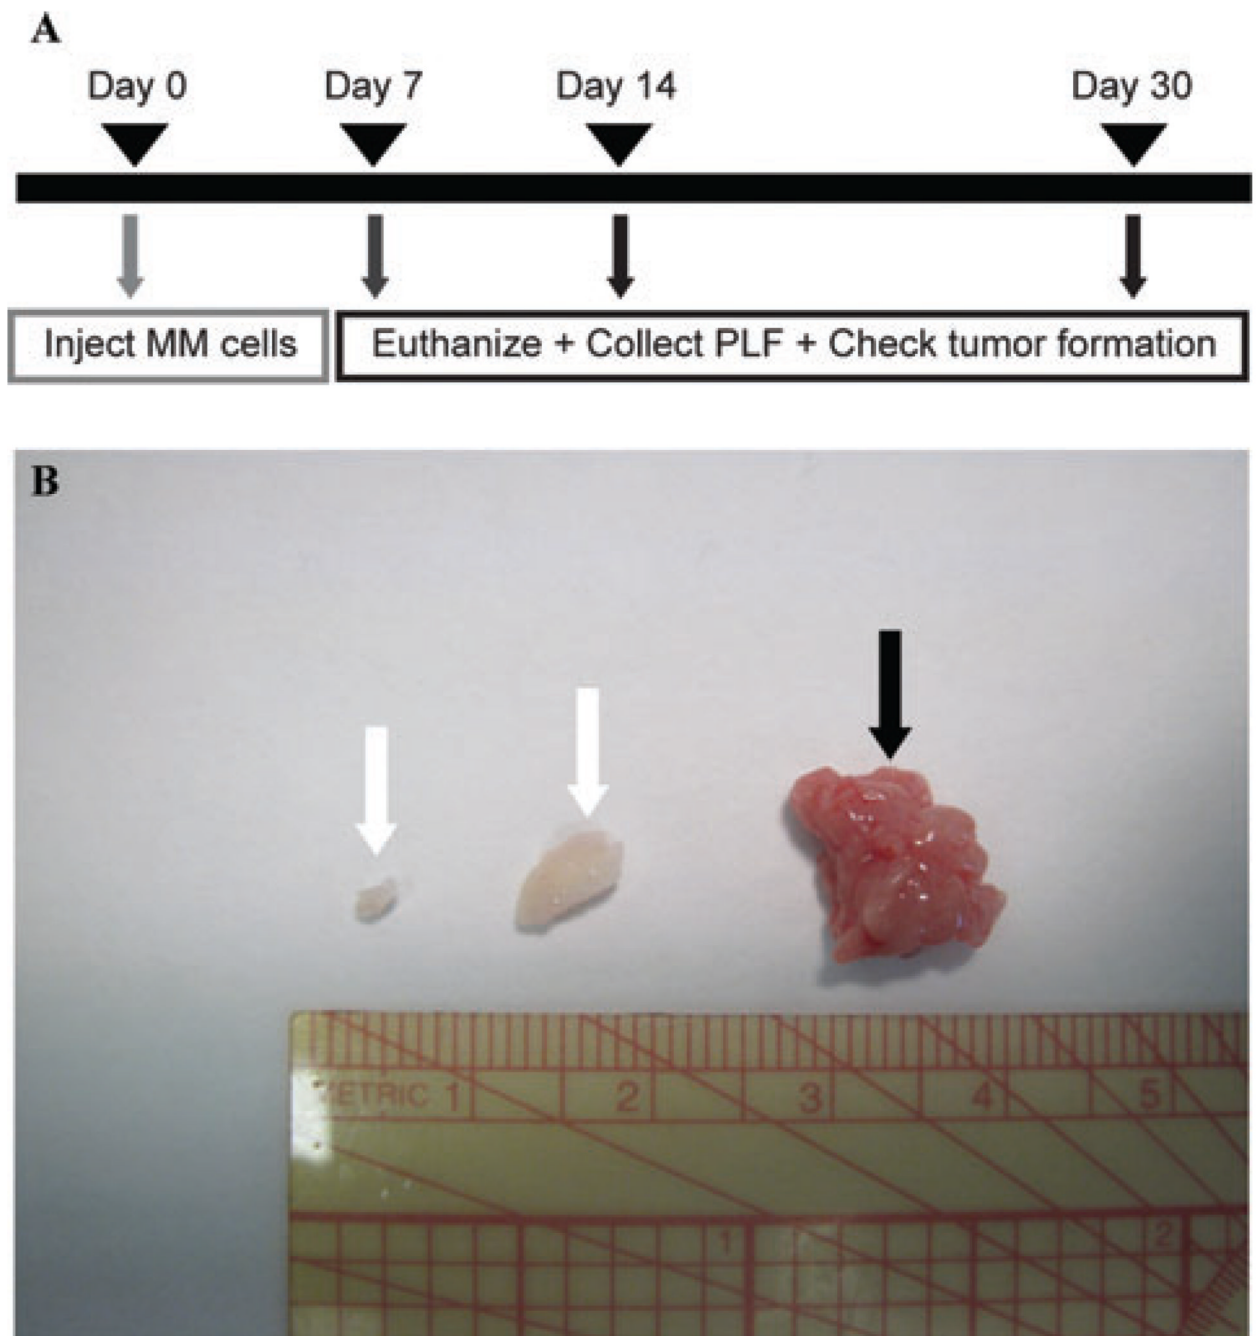 A
Day 0 Day 7 Day 14 Day 30
Inject MM cells Euthanize + Collect PLF + Check tumor formation
B
METRIC 1 2 3 4 5
1 2